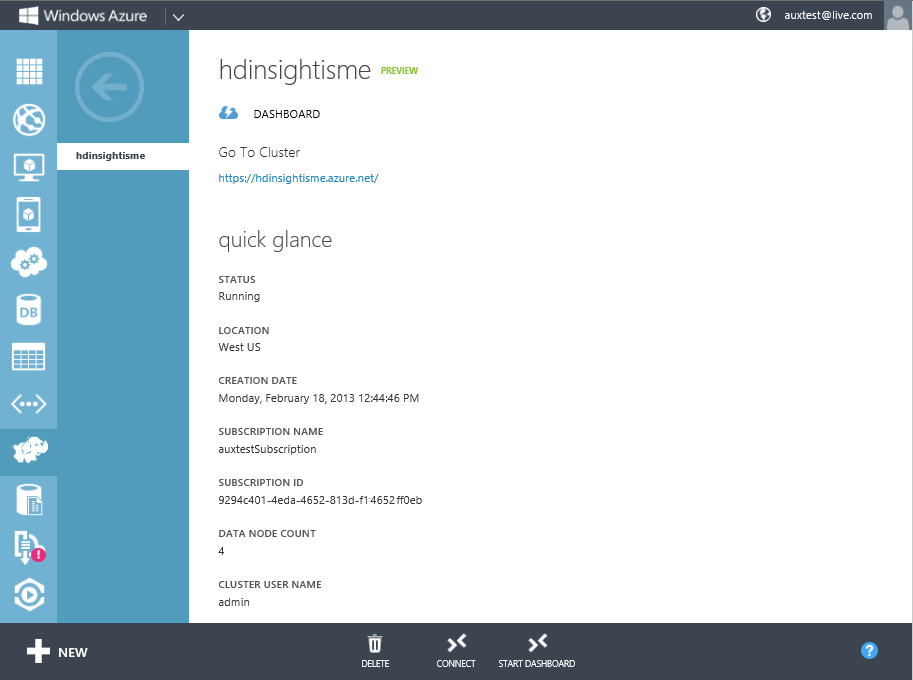 Windows Azure
auxtest@live.com
hdinsightisme PREVIEW
DASHBOARD
hdinsightisme
Go To Cluster
https://hdinsightisme.azure.net/
quick glance
STATUS
Running
LOCATION
West US
CREATION DATE
Monday, February 18, 2013 12:44:46 PM
SUBSCRIPTION NAME
auxtestSubscription
SUBSCRIPTION ID
9294c401-4eda-4652-813d-f14652ff0eb
DATA NODE COUNT
4
CLUSTER USER NAME
admin
DB
!
NEW
DELETE
CONNECT
START DASHBOARD
?